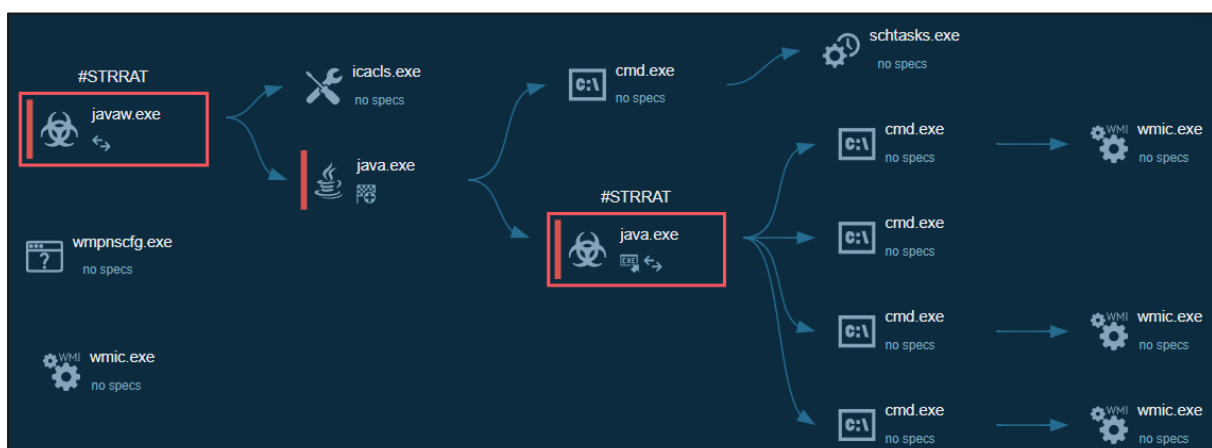 #STRRAT
javaw.exe
icacls.exe
no specs
java.exe
C:\
cmd.exe
no specs
#STRRAT
java.exe
EXE
schtasks.exe
no specs
C:\
cmd.exe
no specs
WMI
wmic.exe
no specs
C:\
cmd.exe
no specs
C:\
cmd.exe
no specs
WMI
wmic.exe
no specs
C:\
cmd.exe
no specs
WMI
wmic.exe
no specs
?
wmpnscfg.exe
no specs
WMI
wmic.exe
no specs